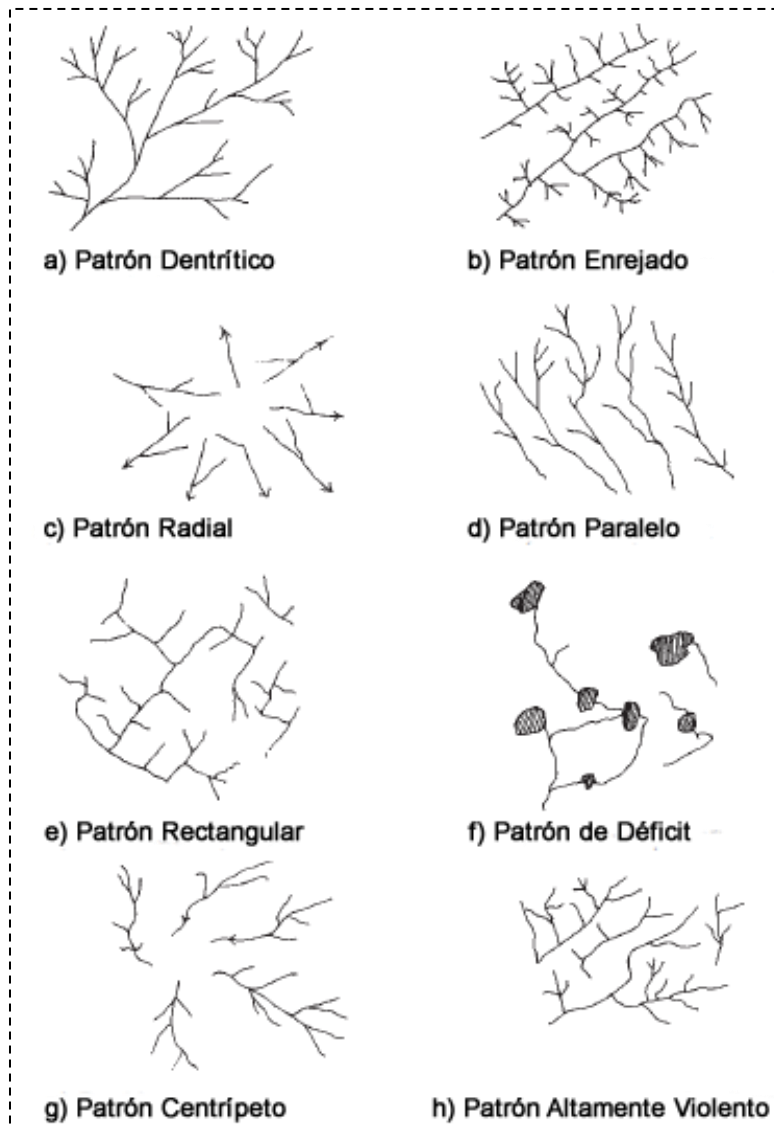 a) Patrón Dentrítico
b) Patrón Enrejado
c) Patrón Radial
d) Patrón Paralelo
e) Patrón Rectangular
f) Patrón de Déficit
g) Patrón Centrípeto
h) Patrón Altamente Violento